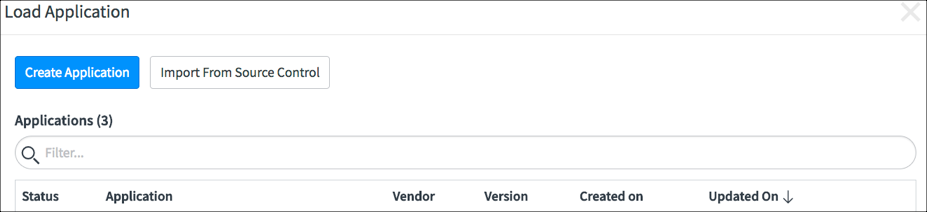 Load Application
Create Application Import From Source Control
Applications (3)
Filter...
Status Application Vendor Version Created on Updated On